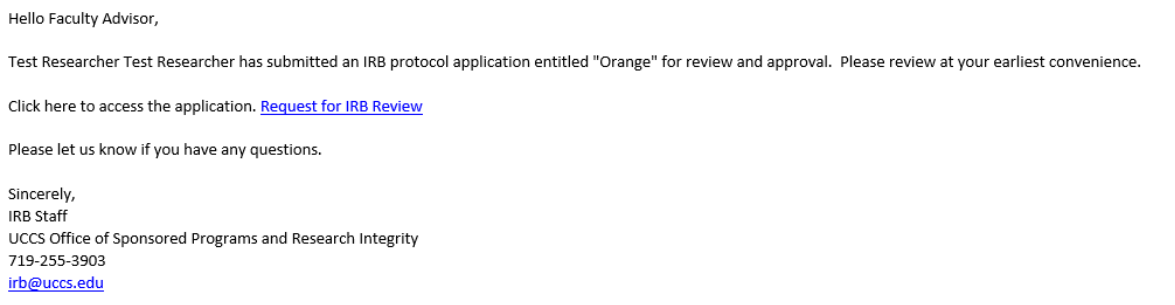 Hello Faculty Advisor,
Test Researcher Test Researcher has submitted an IRB protocol application entitled "Orange" for review and approval.  Please review at your earliest convenience.
Click here to access the application. Request for IRB Review
Please let us know if you have any questions.
Sincerely,
IRB Staff
UCCS Office of Sponsored Programs and Research Integrity
719-255-3903
irb@uccs.edu